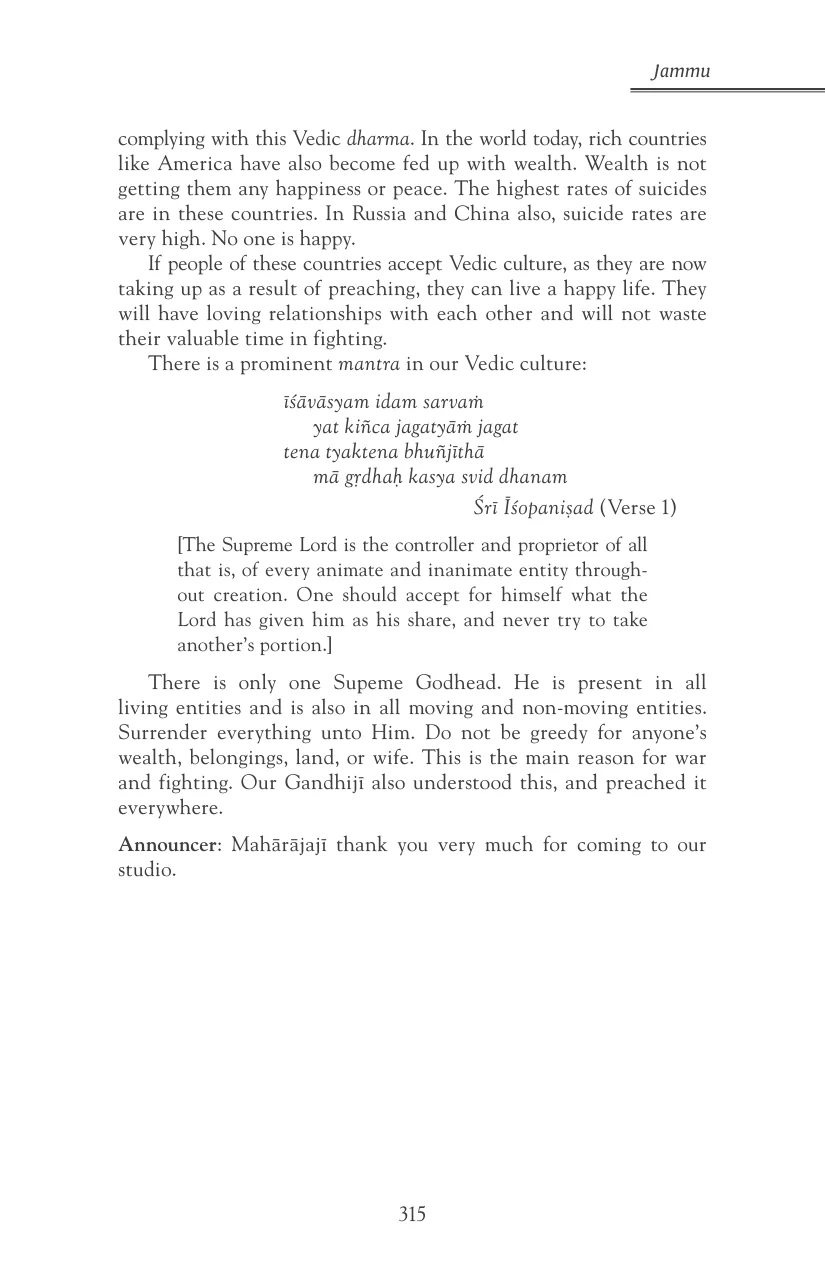 Jammu
complying with this Vedic dharma. In the world today, rich countries
like America have also become fed up with wealth. Wealth is not
getting them any happiness or peace. The highest rates of suicides
are in these countries. In Russia and China also, suicide rates are
very high. No one is happy.
If people of these countries accept Vedic culture, as they are now
taking up as a result of preaching, they can live a happy life. They
will have loving relationships with each other and will not waste
their valuable time in fighting.
There is a prominent mantra in our Vedic culture:
īśāvāsyam idam sarvaṁ
yat kiñca jagatyāṁ jagat
tena tyaktena bhuñjīthā
mā gṛdhaḥ kasya svid dhanam
Śrī Īśopaniṣad (Verse 1)
[The Supreme Lord is the controller and proprietor of all
that is, of every animate and inanimate entity through-
out creation. One should accept for himself what the
Lord has given him as his share, and never try to take
another’s portion.]
There is only one Supeme Godhead. He is present in all
living entities and is also in all moving and non-moving entities.
Surrender everything unto Him. Do not be greedy for anyone’s
wealth, belongings, land, or wife. This is the main reason for war
and fighting. Our Gandhijī also understood this, and preached it
everywhere.
Announcer: Mahārājajī thank you very much for coming to our
studio.
315